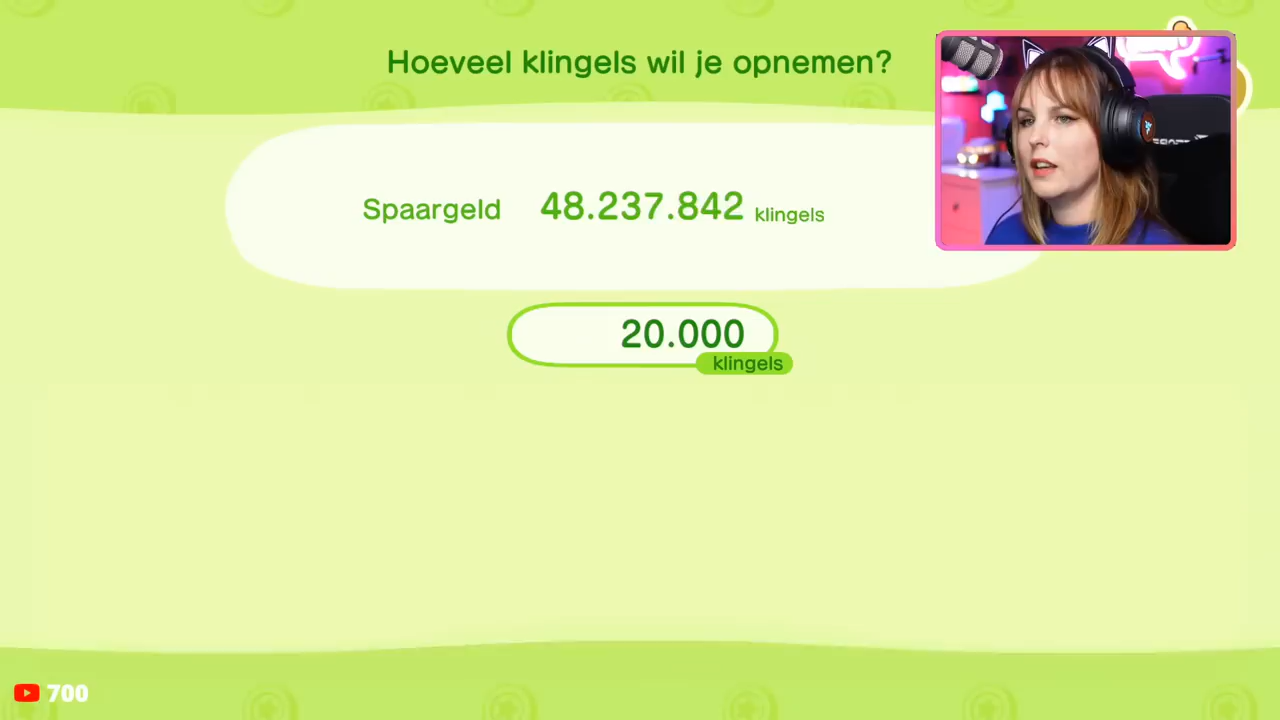 Hoeveel klingels wil je opnemen?
Spaargeld 48.237.842 klingels
20.000
klingels
700